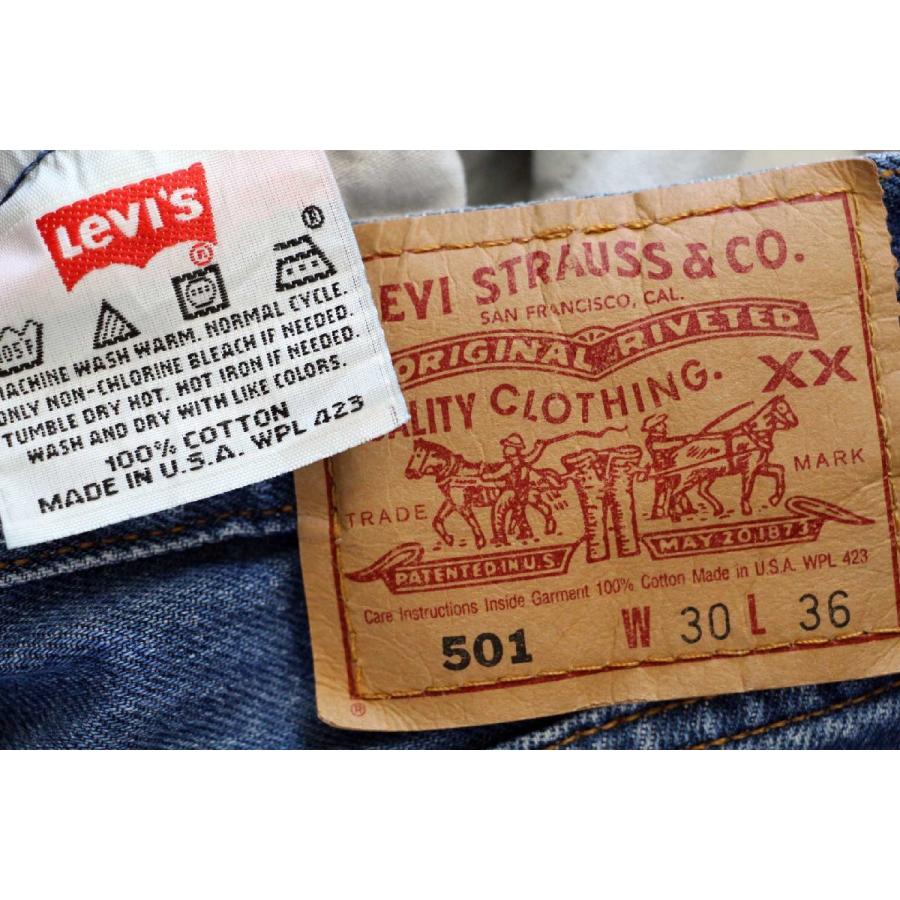 Levi's
MACHINE WASH WARM. NORMAL CYCLE.
ONLY NON-CHLORINE BLEACH IF NEEDED.
TUMBLE DRY HOT. HOT IRON IF NEEDED.
WASH AND DRY WITH LIKE COLORS.
100% COTTON
MADE IN U.S.A. WPL 423
LEVI STRAUSS & CO.
SAN FRANCISCO, CAL.
ORIGINAL RIVETED
QUALITY CLOTHING. XX
TRADE MARK
PATENTED IN U.S. MAY 20 1873
Care Instructions Inside Garment 100% Cotton Made in U.S.A. WPL 423
501 W 30 L 36
®